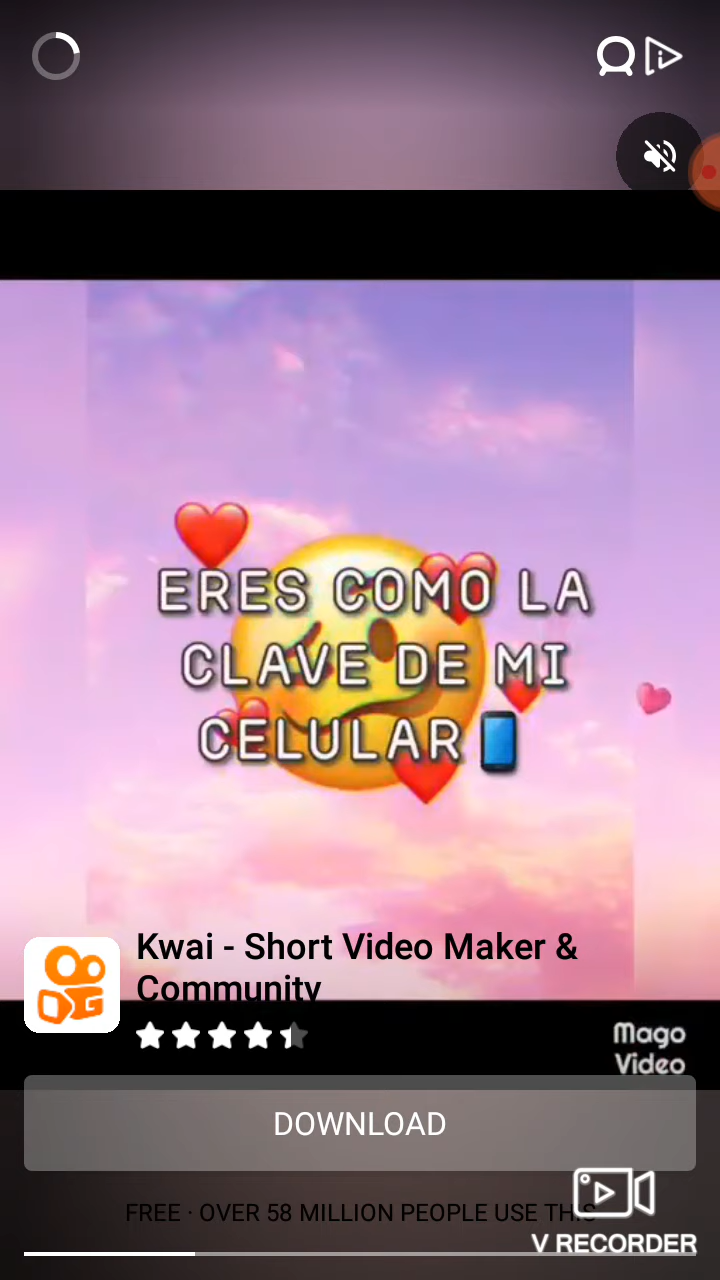 ERES COMO LA
CLAVE DE MI
CELULAR
Kwai - Short Video Maker &
Community
Mago
Video
DOWNLOAD
FREE · OVER 58 MILLION PEOPLE USE THIS
V RECORDER